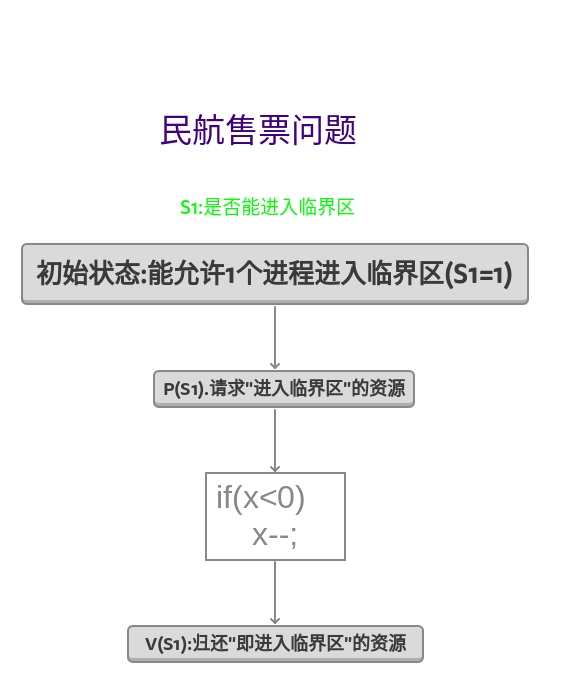 民航售票问题
S1:是否能进入临界区
初始状态:能允许1个进程进入临界区(S1=1)
P(S1).请求"进入临界区"的资源
if(x<0)
x--;
V(S1):归还"即进入临界区"的资源